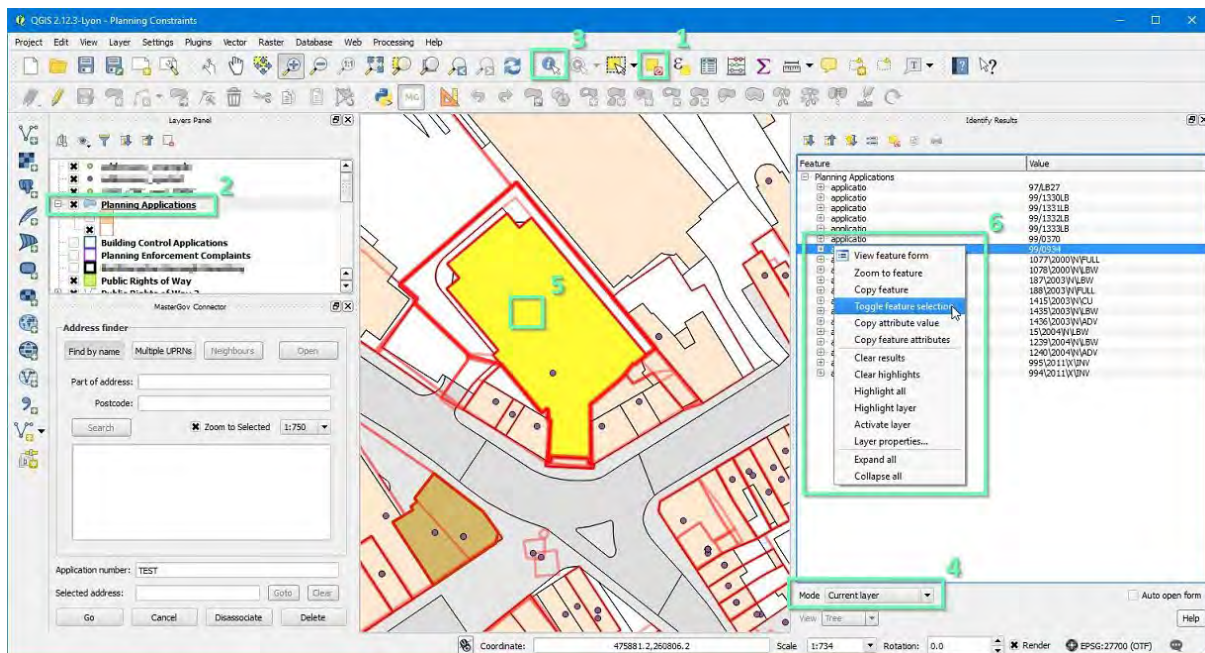 QGIS 2.12.3-Lyon - Planning Constraints
Project Edit View Layer Settings Plugins Vector Raster Database Web Processing Help
3
1
MG
Layers Panel
2
Planning Applications
Building Control Applications
Planning Enforcement Complaints
Public Rights of Way
MasterGov Connector
Address finder
Find by name Multiple UPRNs Neighbours Open
Part of address:
Postcode:
Search Zoom to Selected 1:750
Application number: TEST
Selected address: Goto Clear
Go Cancel Disassociate Delete
5
Identify Results
Feature Value
Planning Applications
applicatio 97/LB27
applicatio 99/1330LB
applicatio 99/1331LB
applicatio 99/1332LB
applicatio 99/1333LB
applicatio 99/0370
6
99/0934
1077\2000\N\FULL
1078\2000\N\LBW
187\2003\N\LBW
188\2003\N\FULL
1415\2003\N\CU
1435\2003\N\LBW
1436\2003\N\ADV
15\2004\N\LBW
1239\2004\N\LBW
1240\2004\N\ADV
995\2011\X\INV
994\2011\X\INV
View feature form
Zoom to feature
Copy feature
Toggle feature selection
Copy attribute value
Copy feature attributes
Clear results
Clear highlights
Highlight all
Highlight layer
Activate layer
Layer properties...
Expand all
Collapse all
4
Mode Current layer Auto open form
View Tree Help
Coordinate: 475881.2,260806.2 Scale 1:734 Rotation: 0.0 Render EPSG:27700 (OTF)